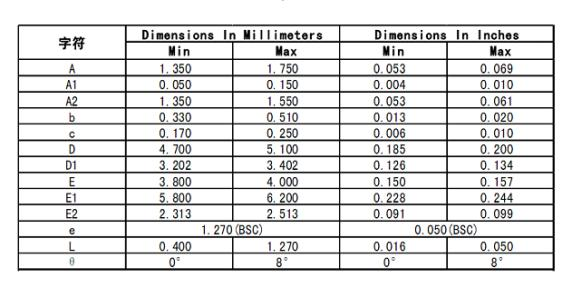 字符 Dimensions In Millimeters Dimensions In Inches
Min Max Min Max
A 1.350 1.750 0.053 0.069
A1 0.050 0.150 0.004 0.010
A2 1.350 1.550 0.053 0.061
b 0.330 0.510 0.013 0.020
c 0.170 0.250 0.006 0.010
D 4.700 5.100 0.185 0.200
D1 3.202 3.402 0.126 0.134
E 3.800 4.000 0.150 0.157
E1 5.800 6.200 0.228 0.244
E2 2.313 2.513 0.091 0.099
e 1.270(BSC) 0.050(BSC)
L 0.400 1.270 0.016 0.050
θ 0° 8° 0° 8°